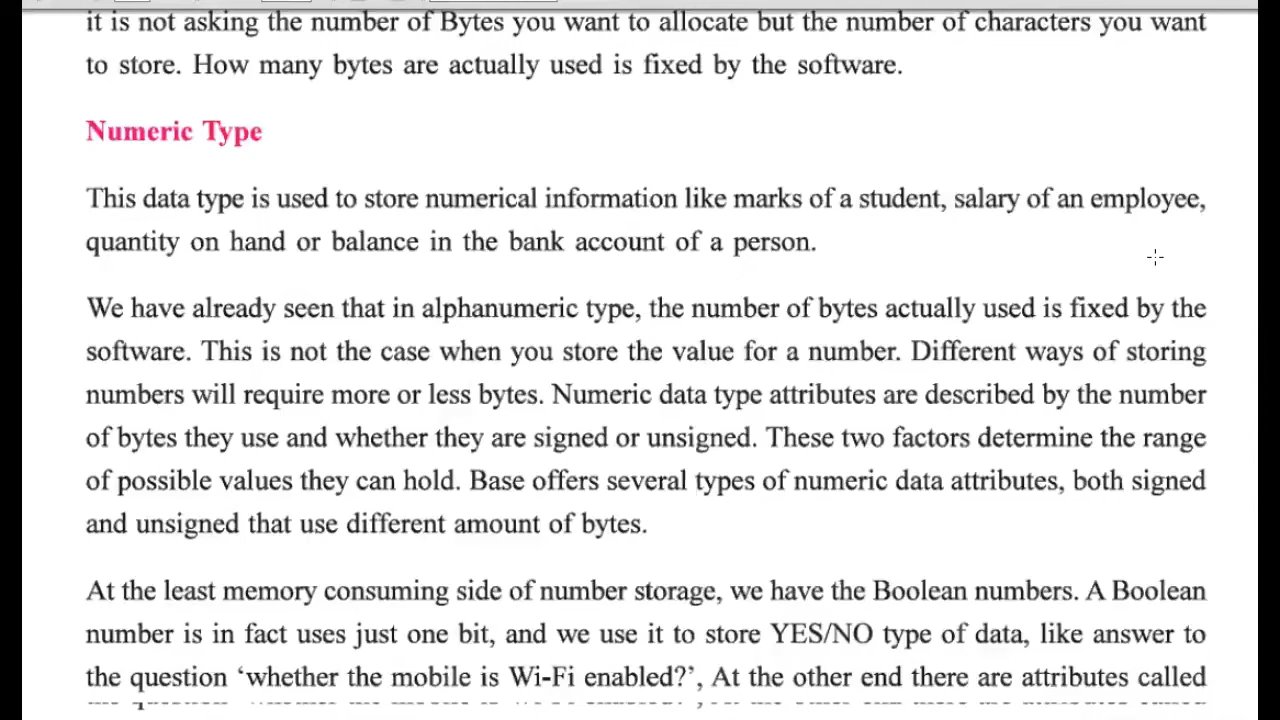 it is not asking the number of Bytes you want to allocate but the number of characters you want
to store. How many bytes are actually used is fixed by the software.
Numeric Type
This data type is used to store numerical information like marks of a student, salary of an employee,
quantity on hand or balance in the bank account of a person.
We have already seen that in alphanumeric type, the number of bytes actually used is fixed by the
software. This is not the case when you store the value for a number. Different ways of storing
numbers will require more or less bytes. Numeric data type attributes are described by the number
of bytes they use and whether they are signed or unsigned. These two factors determine the range
of possible values they can hold. Base offers several types of numeric data attributes, both signed
and unsigned that use different amount of bytes.
At the least memory consuming side of number storage, we have the Boolean numbers. A Boolean
number is in fact uses just one bit, and we use it to store YES/NO type of data, like answer to
the question ‘whether the mobile is Wi-Fi enabled?’, At the other end there are attributes called